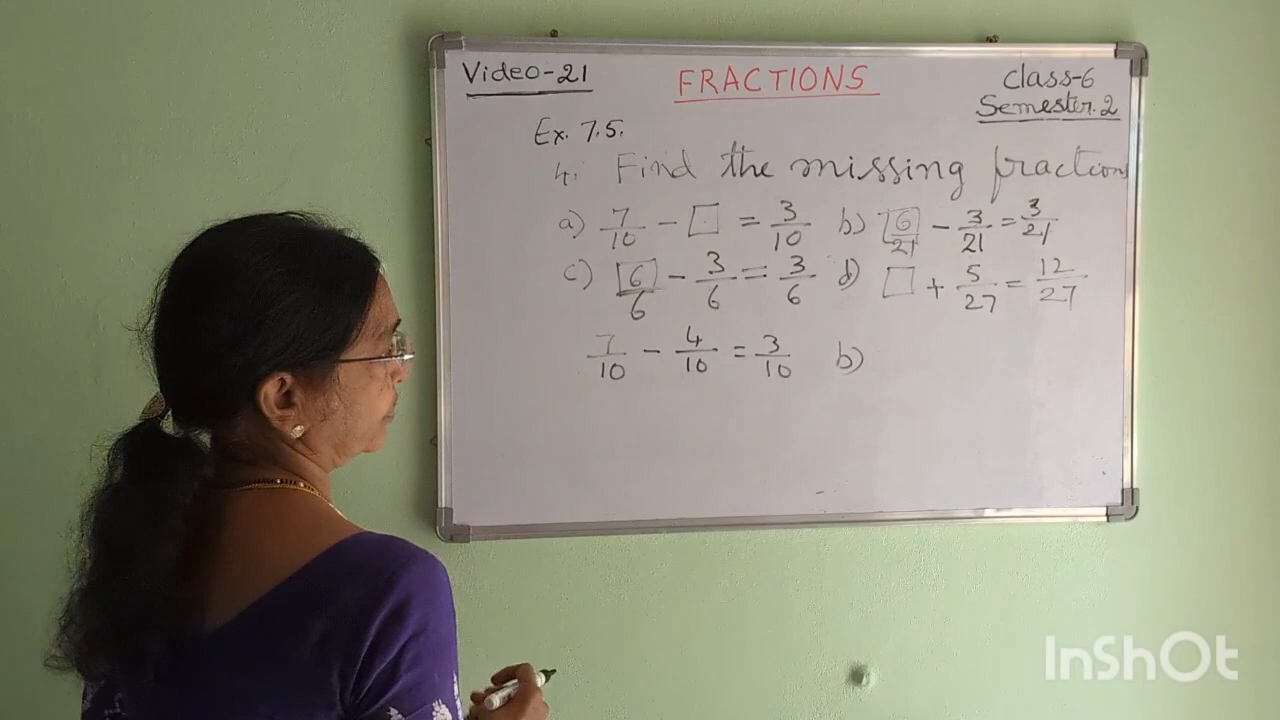 Video-21 FRACTIONS Class-6
Semester.2
Ex. 7.5.
4. Find the missing fractions
a) 7/10 - □ = 3/10 b) 6/21 - 3/21 = 3/21
c) 6/6 - 3/6 = 3/6 d) □ + 5/27 = 12/27
7/10 - 4/10 = 3/10 b)
InShOt